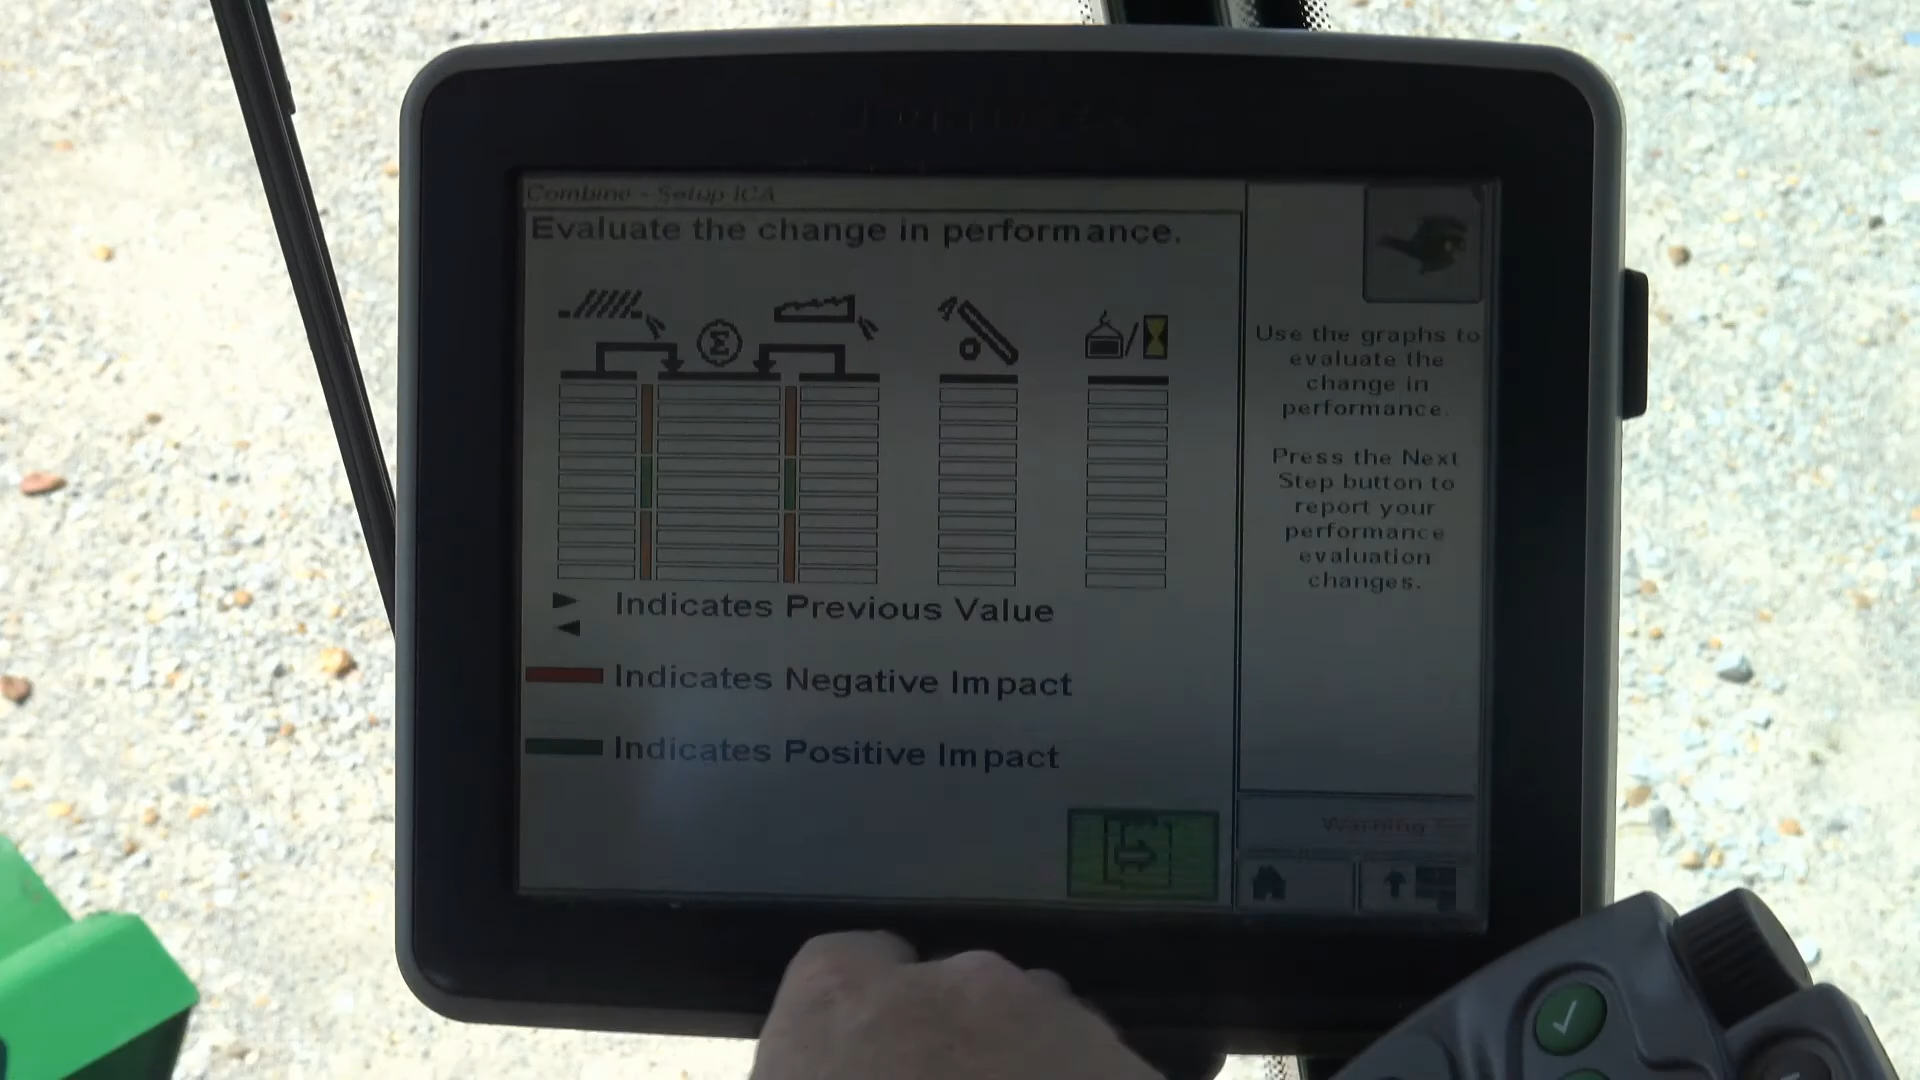 Combine - Setup ICA
Evaluate the change in performance.
Σ
/
Indicates Previous Value
Indicates Negative Impact
Indicates Positive Impact
Use the graphs to
evaluate the
change in
performance.
Press the Next
Step button to
report your
performance
evaluation
changes.
Warning